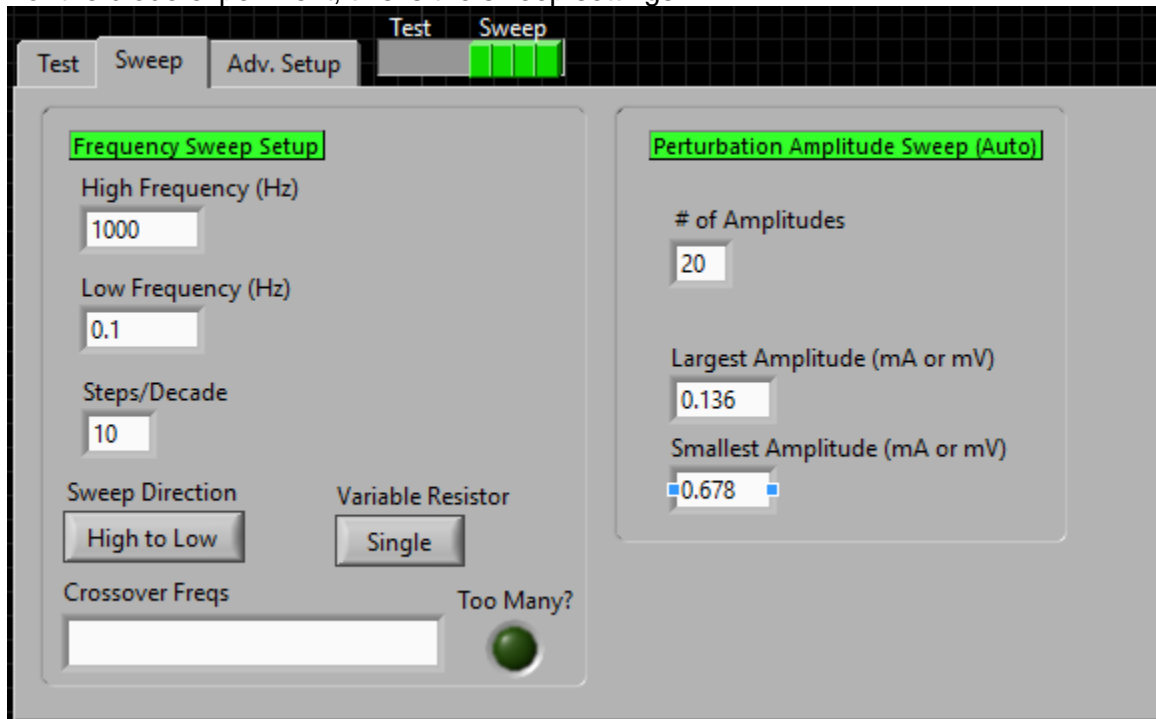 Test Sweep
Test Sweep Adv. Setup
Frequency Sweep Setup
High Frequency (Hz)
1000
Low Frequency (Hz)
0.1
Steps/Decade
10
Sweep Direction
High to Low
Variable Resistor
Single
Crossover Freqs
Too Many?
Perturbation Amplitude Sweep (Auto)
# of Amplitudes
20
Largest Amplitude (mA or mV)
0.136
Smallest Amplitude (mA or mV)
0.678